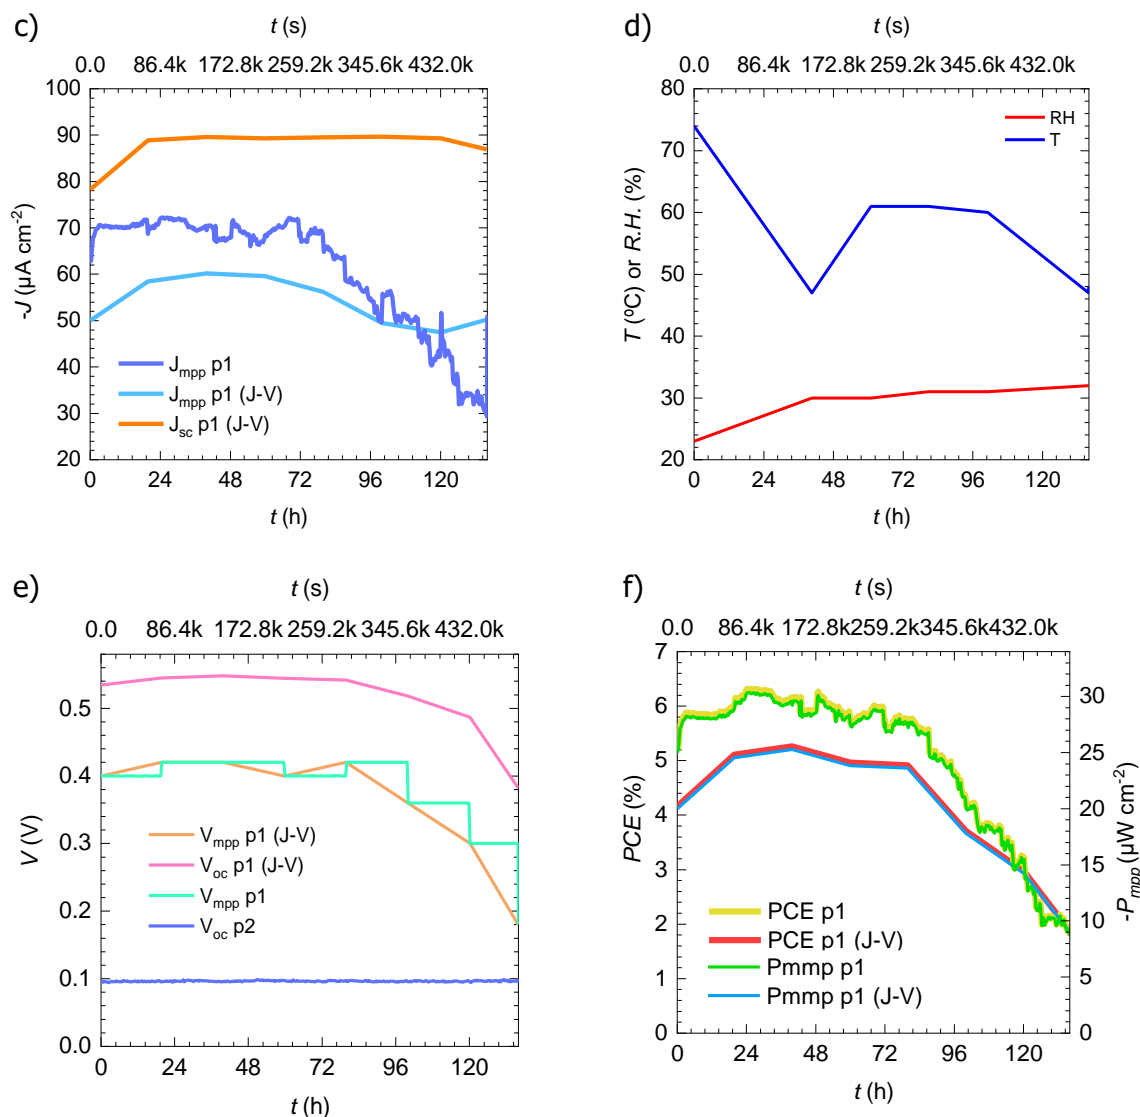 c)
t (s)
0.0 86.4k 172.8k 259.2k 345.6k 432.0k
100
90
80
70
60
50
40
30
20
-J (µA cm-2)
Jmpp p1
Jmpp p1 (J-V)
Jsc p1 (J-V)
0 24 48 72 96 120
t (h)
d)
t (s)
0.0 86.4k 172.8k 259.2k 345.6k 432.0k
80
70
60
50
40
30
20
T (ºC) or R.H. (%)
RH
T
0 24 48 72 96 120
t (h)
e)
t (s)
0.0 86.4k 172.8k 259.2k 345.6k 432.0k
0.5
0.4
0.3
0.2
0.1
0.0
V (V)
Vmpp p1 (J-V)
Voc p1 (J-V)
Vmpp p1
Voc p2
0 24 48 72 96 120
t (h)
f)
t (s)
0.0 86.4k 172.8k 259.2k 345.6k 432.0k
7
6
5
4
3
2
1
0
PCE (%)
30
25
20
15
10
5
0
-Pmpp (µW cm-2)
PCE p1
PCE p1 (J-V)
Pmmp p1
Pmmp p1 (J-V)
0 24 48 72 96 120
t (h)